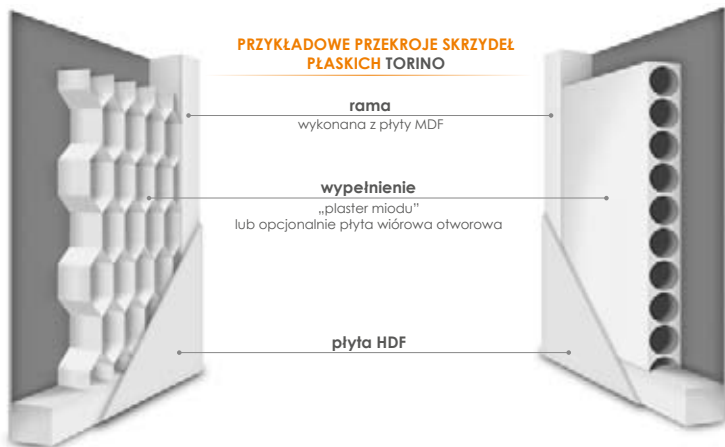 PRZYKŁADOWE PRZEKROJE SKRZYDEŁ
PŁASKICH TORINO
rama
wykonana z płyty MDF
wypełnienie
„plaster miodu"
lub opcjonalnie płyta wiórowa otworowa
płyta HDF